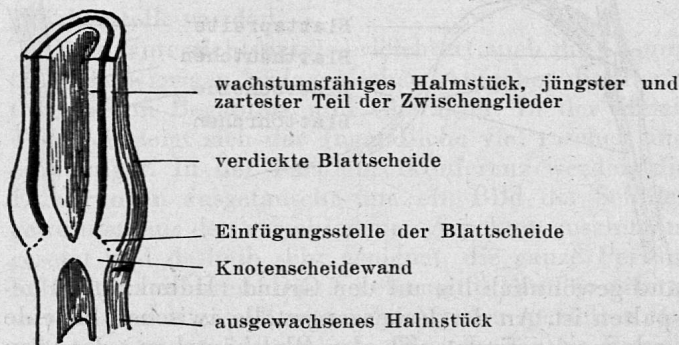 wachstumsfähiges Halmstück, jüngster und
zartester Teil der Zwischenglieder
verdickte Blattscheide
Einfügungsstelle der Blattscheide
Knotenscheidewand
ausgewachsenes Halmstück